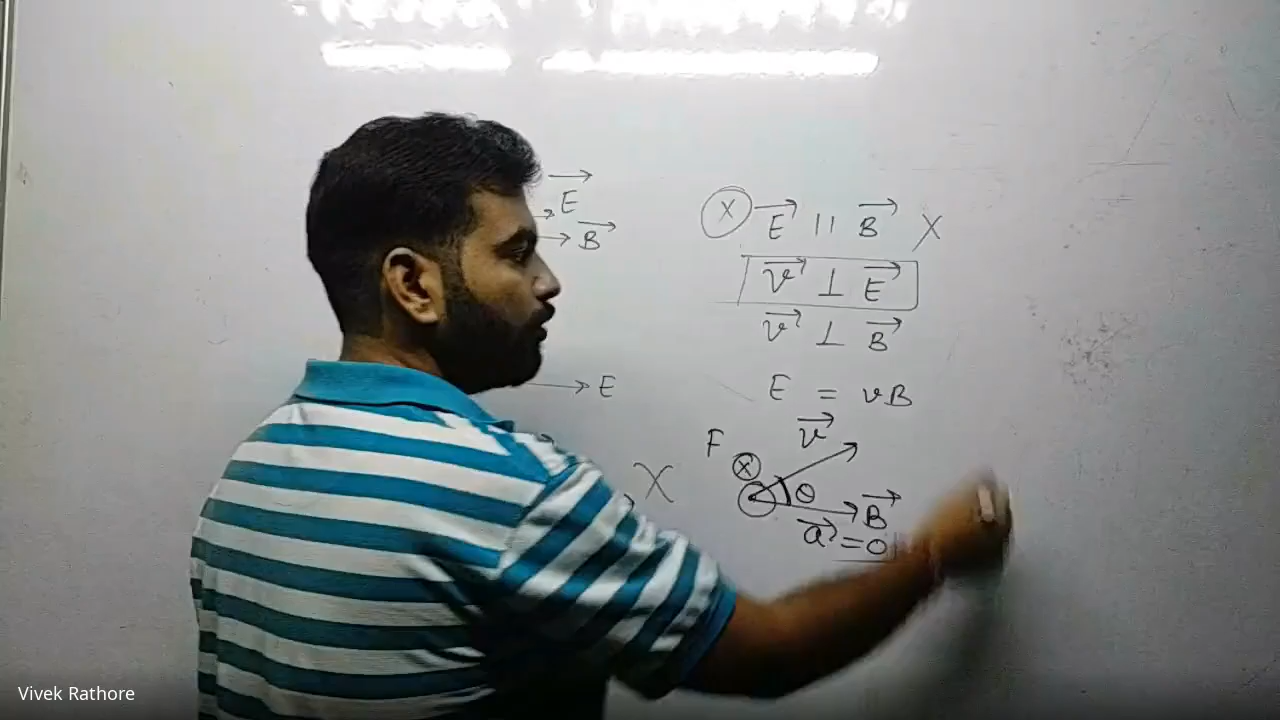 →
E
→
B
→ E
X
Ⓧ E⃗ || B⃗ X
v⃗ ⊥ E⃗
v⃗ ⊥ B⃗
E = vB
v⃗
F ⓧ
θ B⃗
a⃗ = 0
Vivek Rathore